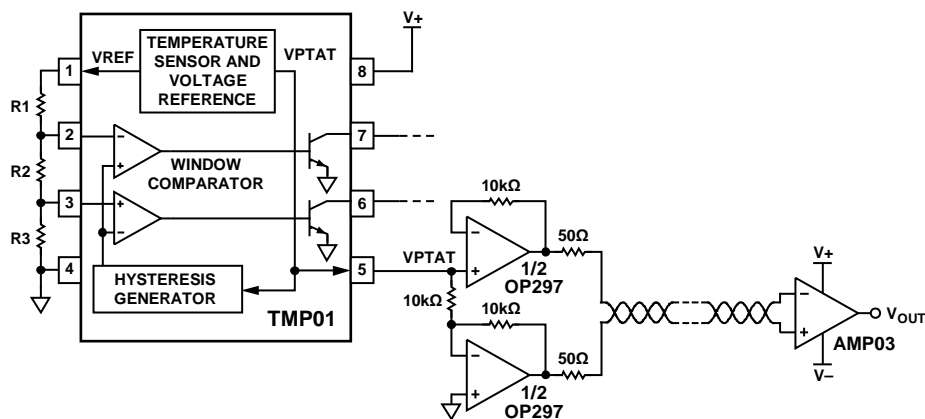 V+
TEMPERATURE
SENSOR AND
VOLTAGE
REFERENCE
VREF
VPTAT
1
8
R1
2
7
R2
WINDOW
COMPARATOR
3
6
R3
4
HYSTERESIS
GENERATOR
5
TMP01
VPTAT
10kΩ
50Ω
1/2
OP297
10kΩ
10kΩ
50Ω
1/2
OP297
V+
VOUT
AMP03
V–